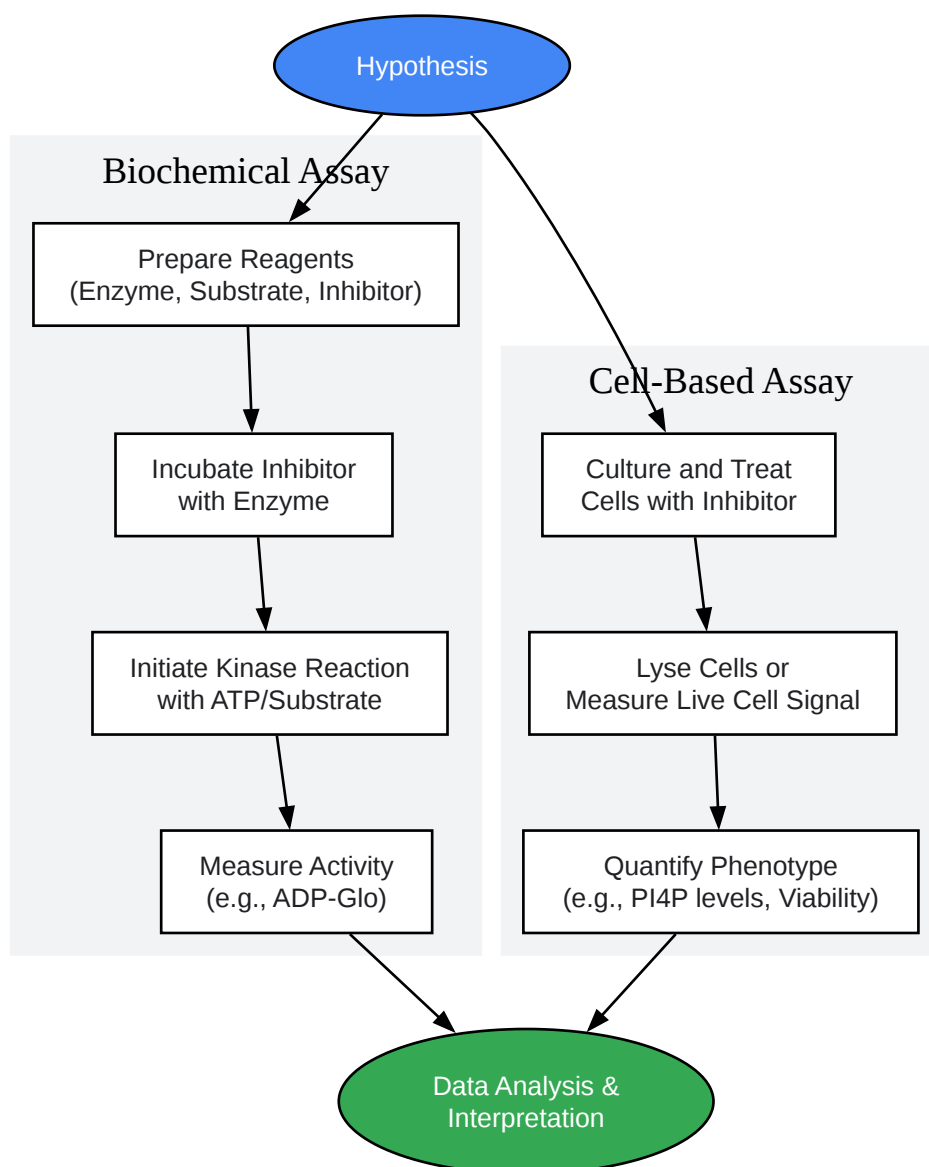 Hypothesis
Biochemical Assay
Prepare Reagents
(Enzyme, Substrate, Inhibitor)
Incubate Inhibitor
with Enzyme
Initiate Kinase Reaction
with ATP/Substrate
Measure Activity
(e.g., ADP-Glo)
Cell-Based Assay
Culture and Treat
Cells with Inhibitor
Lyse Cells or
Measure Live Cell Signal
Quantify Phenotype
(e.g., PI4P levels, Viability)
Data Analysis &
Interpretation